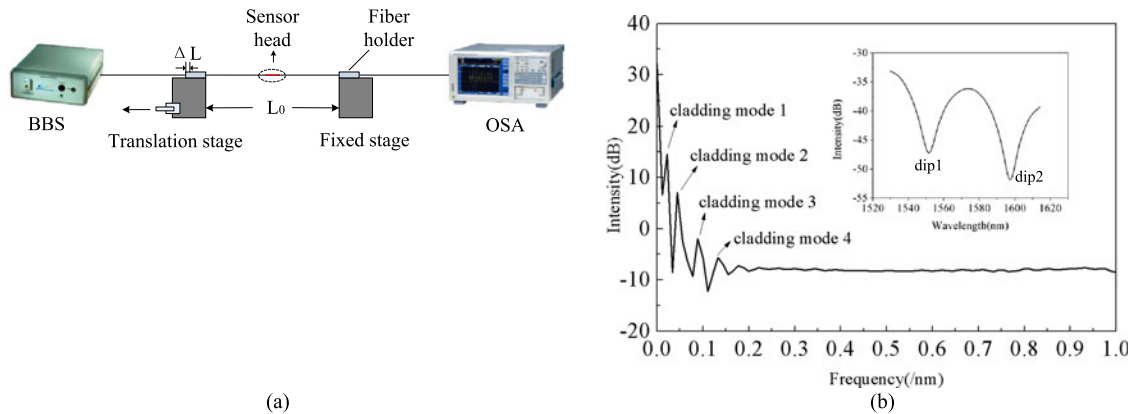 Sensor
head
Fiber
holder
Δ L
L₀
BBS
Translation stage
Fixed stage
OSA
(a)
40
30
20
10
0
-10
-20
Intensity(dB)
cladding mode 1
cladding mode 2
cladding mode 3
cladding mode 4
-25
-30
-35
-40
-45
-50
-55
Intensity(dB)
dip1
dip2
1520 1540 1560 1580 1600 1620
Wavelength(nm)
0.0 0.1 0.2 0.3 0.4 0.5 0.6 0.7 0.8 0.9 1.0
Frequency(/nm)
(b)